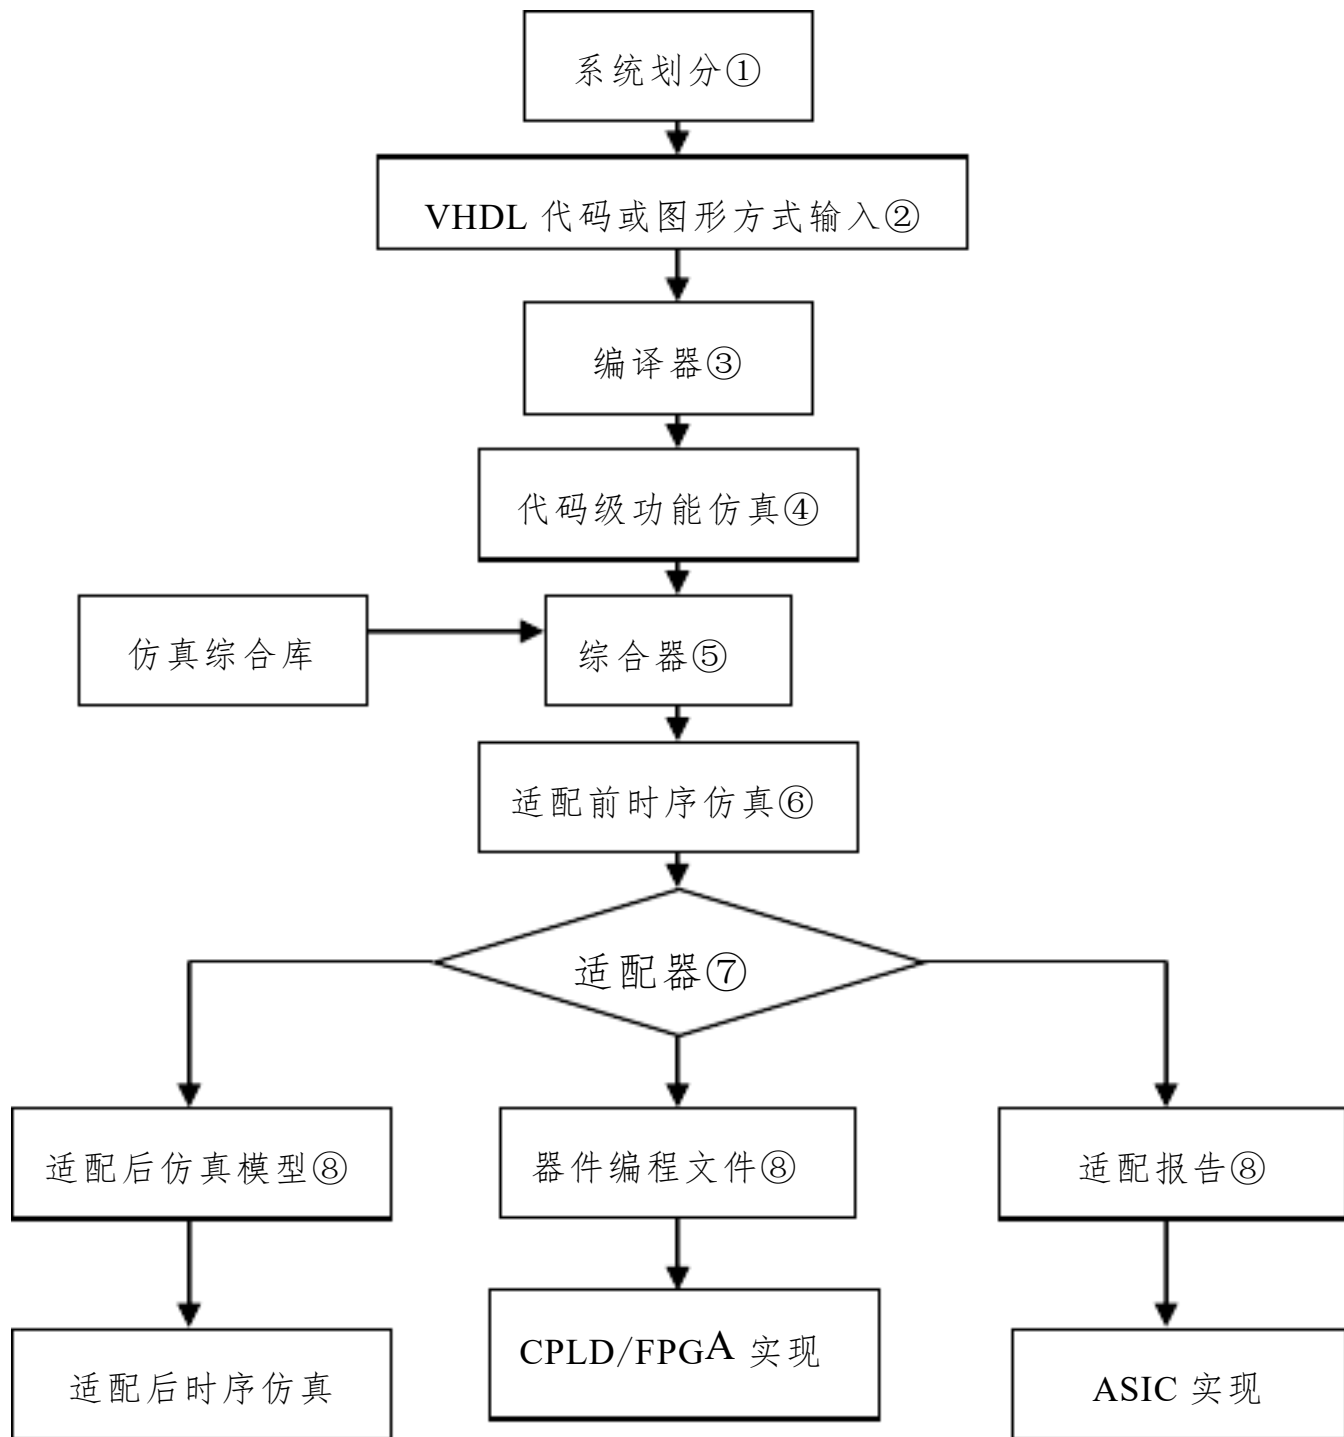 系统划分①
VHDL 代码或图形方式输入②
编译器③
代码级功能仿真④
仿真综合库
综合器⑤
适配前时序仿真⑥
适配器⑦
适配后仿真模型⑧
器件编程文件⑧
适配报告⑧
适配后时序仿真
CPLD/FPGA 实现
ASIC 实现